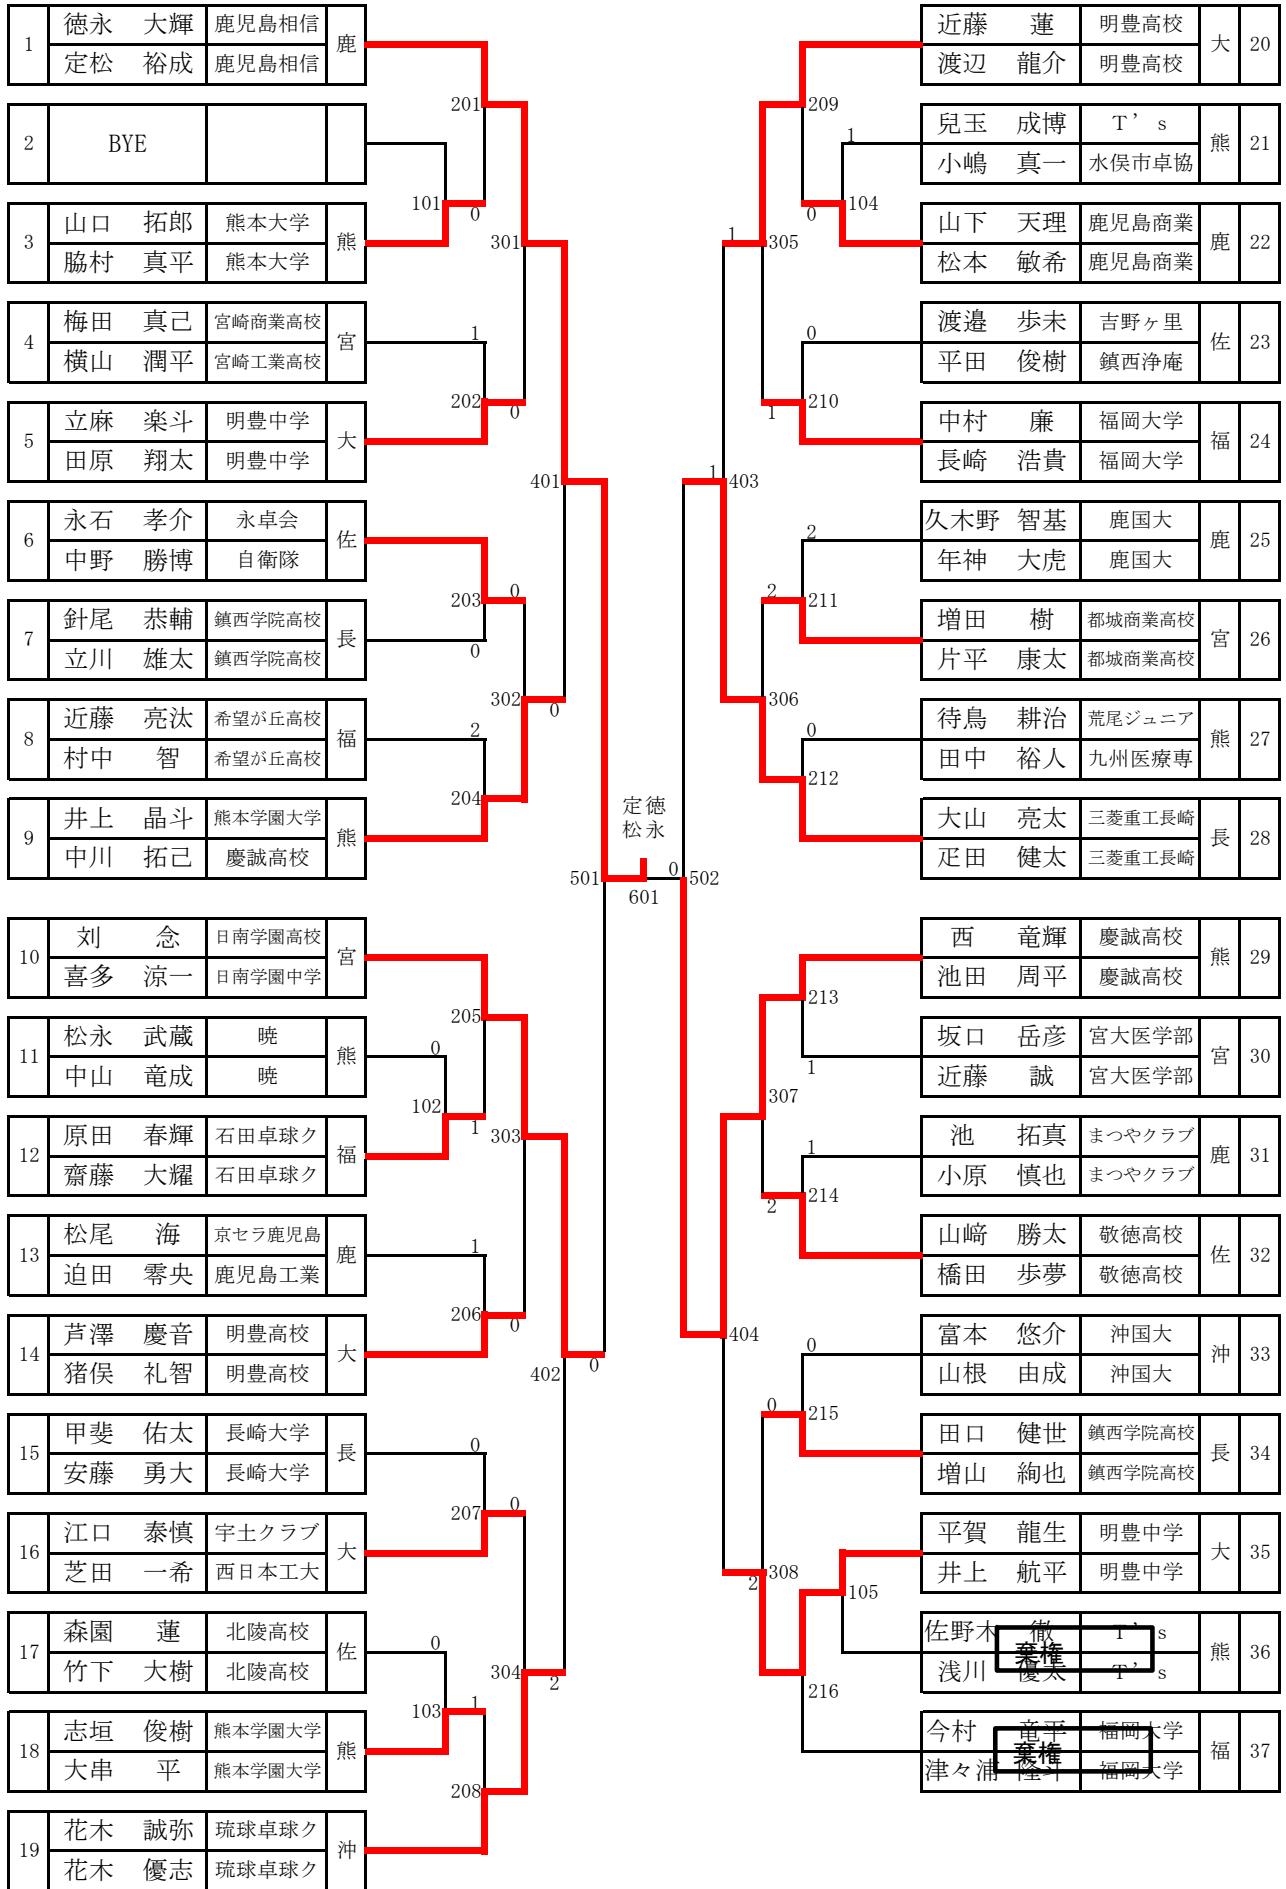 1 徳永 大輝 鹿児島相信 鹿
定松 裕成 鹿児島相信
2 BYE
3 山口 拓郎 熊本大学 熊
脇村 真平 熊本大学
4 梅田 真己 宮崎商業高校 宮
横山 潤平 宮崎工業高校
5 立麻 楽斗 明豊中学 大
田原 翔太 明豊中学
6 永石 孝介 永卓会 佐
中野 勝博 自衛隊
7 針尾 恭輔 鎮西学院高校 長
立川 雄太 鎮西学院高校
8 近藤 亮汰 希望が丘高校 福
村中 智 希望が丘高校
9 井上 晶斗 熊本学園大学 熊
中川 拓己 慶誠高校
10 刘 念 日南学園高校 宮
喜多 涼一 日南学園中学
11 松永 武蔵 暁 熊
中山 竜成 暁
12 原田 春輝 石田卓球ク 福
齋藤 大耀 石田卓球ク
13 松尾 海 京セラ鹿児島 鹿
迫田 零央 鹿児島工業
14 芦澤 慶音 明豊高校 大
猪俣 礼智 明豊高校
15 甲斐 佑太 長崎大学 長
安藤 勇大 長崎大学
16 江口 泰慎 宇土クラブ 大
芝田 一希 西日本工大
17 森園 蓮 北陵高校 佐
竹下 大樹 北陵高校
18 志垣 俊樹 熊本学園大学 熊
大串 平 熊本学園大学
19 花木 誠弥 琉球卓球ク 沖
花木 優志 琉球卓球ク
201
101
0
301
1
202
0
401
203
0
0
302
0
2
204
501
205
0
102
1
303
1
206
0
402
0
0
207
0
0
304
2
103
1
208
定徳
松永
601
0
502
209
1
0
104
1
305
0
1
210
1
403
2
2
211
306
0
212
213
1
307
1
2
214
404
0
0
215
2
308
105
216
近藤 蓮 明豊高校 大 20
渡辺 龍介 明豊高校
兒玉 成博 T’s 熊 21
小嶋 真一 水俣市卓協
山下 天理 鹿児島商業 鹿 22
松本 敏希 鹿児島商業
渡邉 歩未 吉野ヶ里 佐 23
平田 俊樹 鎮西浄庵
中村 廉 福岡大学 福 24
長崎 浩貴 福岡大学
久木野 智基 鹿国大 鹿 25
年神 大虎 鹿国大
増田 樹 都城商業高校 宮 26
片平 康太 都城商業高校
待鳥 耕治 荒尾ジュニア 熊 27
田中 裕人 九州医療専
大山 亮太 三菱重工長崎 長 28
疋田 健太 三菱重工長崎
西 竜輝 慶誠高校 熊 29
池田 周平 慶誠高校
坂口 岳彦 宮大医学部 宮 30
近藤 誠 宮大医学部
池 拓真 まつやクラブ 鹿 31
小原 慎也 まつやクラブ
山﨑 勝太 敬徳高校 佐 32
橋田 歩夢 敬徳高校
富本 悠介 沖国大 沖 33
山根 由成 沖国大
田口 健世 鎮西学院高校 長 34
増山 絢也 鎮西学院高校
平賀 龍生 明豊中学 大 35
井上 航平 明豊中学
佐野木 徹 T’s 熊 36
棄権
浅川 優太 T’s
今村 竜平 福岡大学 福 37
棄権
津々浦 隆斗 福岡大学